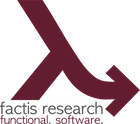 factis research
functional. software.